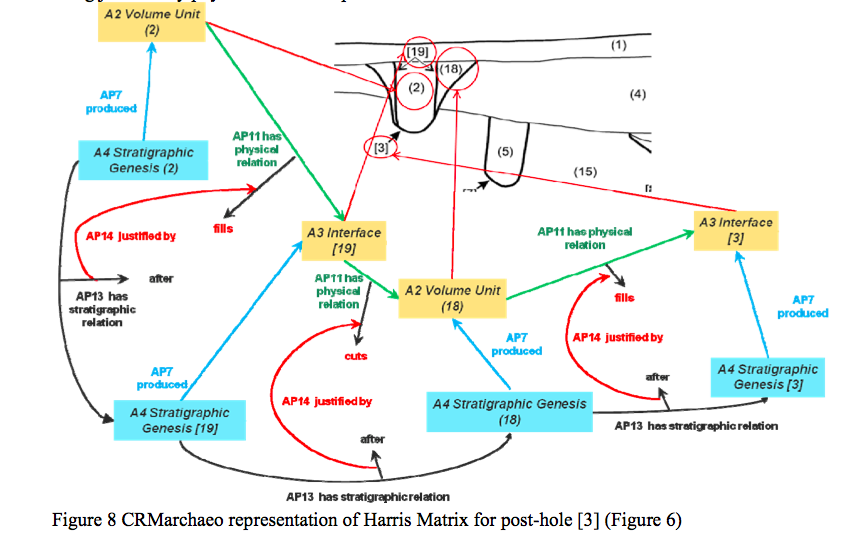 A2 Volume Unit
(2)
AP7
produced
A4 Stratigraphic
Genesis (2)
AP11 has
physical
relation
fills
AP14 justified by
after
AP13 has
stratigraphic
relation
[19]
(18)
(2)
[3]
(1)
(4)
(5)
(15)
A3 Interface
[19]
AP11 has
physical
relation
cuts
AP7
produced
A4 Stratigraphic
Genesis [19]
AP14 justified by
after
AP13 has stratigraphic relation
A2 Volume Unit
(18)
AP7
produced
A4 Stratigraphic Genesis
(18)
AP11 has physical
relation
fills
AP14 justified by
after
AP13 has stratigraphic relation
A3 Interface
[3]
AP7
produced
A4 Stratigraphic
Genesis [3]
Figure 8 CRMarchaeo representation of Harris Matrix for post-hole [3] (Figure 6)